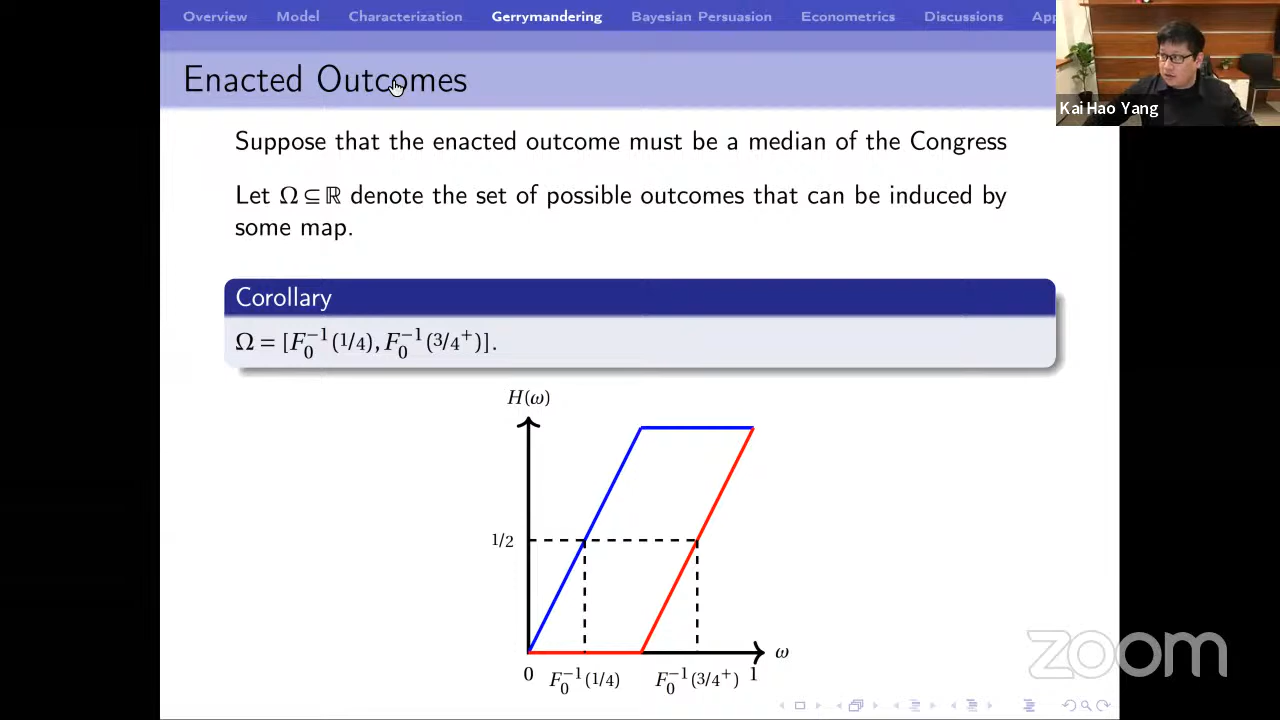 Overview Model Characterization Gerrymandering Bayesian Persuasion Econometrics Discussions App
Enacted Outcomes
Kai Hao Yang
Suppose that the enacted outcome must be a median of the Congress
Let Ω ⊆ ℝ denote the set of possible outcomes that can be induced by
some map.
Corollary
Ω = [F₀⁻¹(1/4), F₀⁻¹(3/4⁺)].
H(ω)
1/2
ω
0 F₀⁻¹(1/4) F₀⁻¹(3/4⁺) 1
zoom